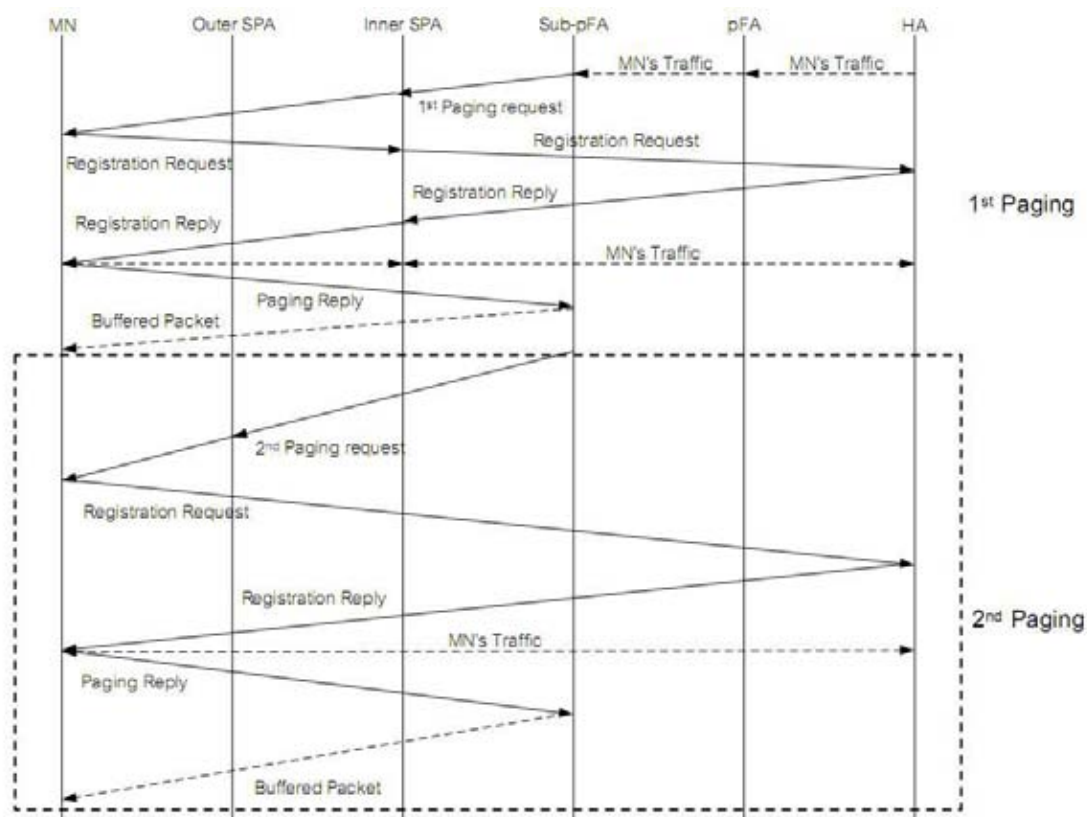 MN Outer SPA Inner SPA Sub-pFA pFA HA
MN's Traffic MN's Traffic
1st Paging request
Registration Request Registration Request
Registration Reply
Registration Reply
1st Paging
MN's Traffic
Paging Reply
Buffered Packet
2nd Paging request
Registration Request
Registration Reply
2nd Paging
MN's Traffic
Paging Reply
Buffered Packet